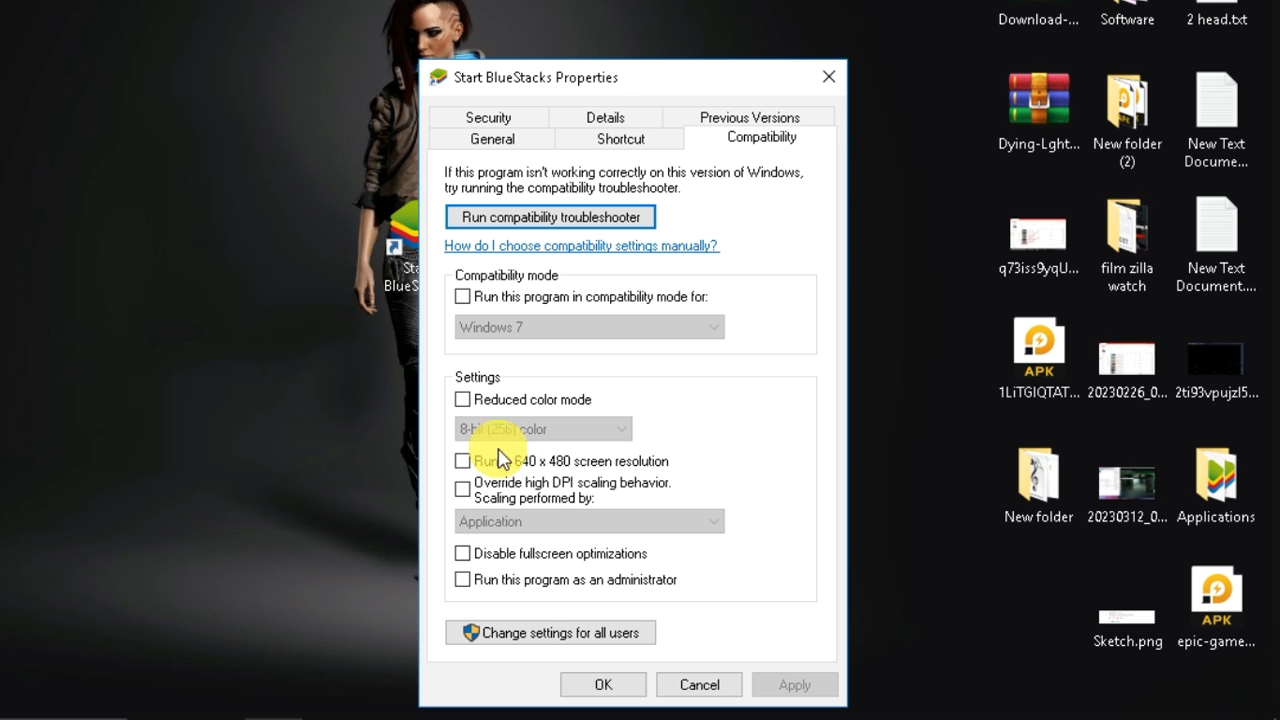 Start BlueStacks Properties
Security
Details
Previous Versions
General
Shortcut
Compatibility
If this program isn't working correctly on this version of Windows,
try running the compatibility troubleshooter.
Run compatibility troubleshooter
How do I choose compatibility settings manually?
Compatibility mode
Run this program in compatibility mode for:
Windows 7
Settings
Reduced color mode
8-bit (256) color
Run 640 x 480 screen resolution
Override high DPI scaling behavior.
Scaling performed by:
Application
Disable fullscreen optimizations
Run this program as an administrator
Change settings for all users
OK
Cancel
Apply
Sta
BlueS
Download-...
Software
2 head.txt
Dying-Lght...
New folder
(2)
New Text
Docume...
q73iss9yqU...
film zilla
watch
New Text
Document....
APK
1LiTGIQTAT...
20230226_0...
2ti93vpujzl5...
New folder
20230312_0...
Applications
Sketch.png
APK
epic-game...